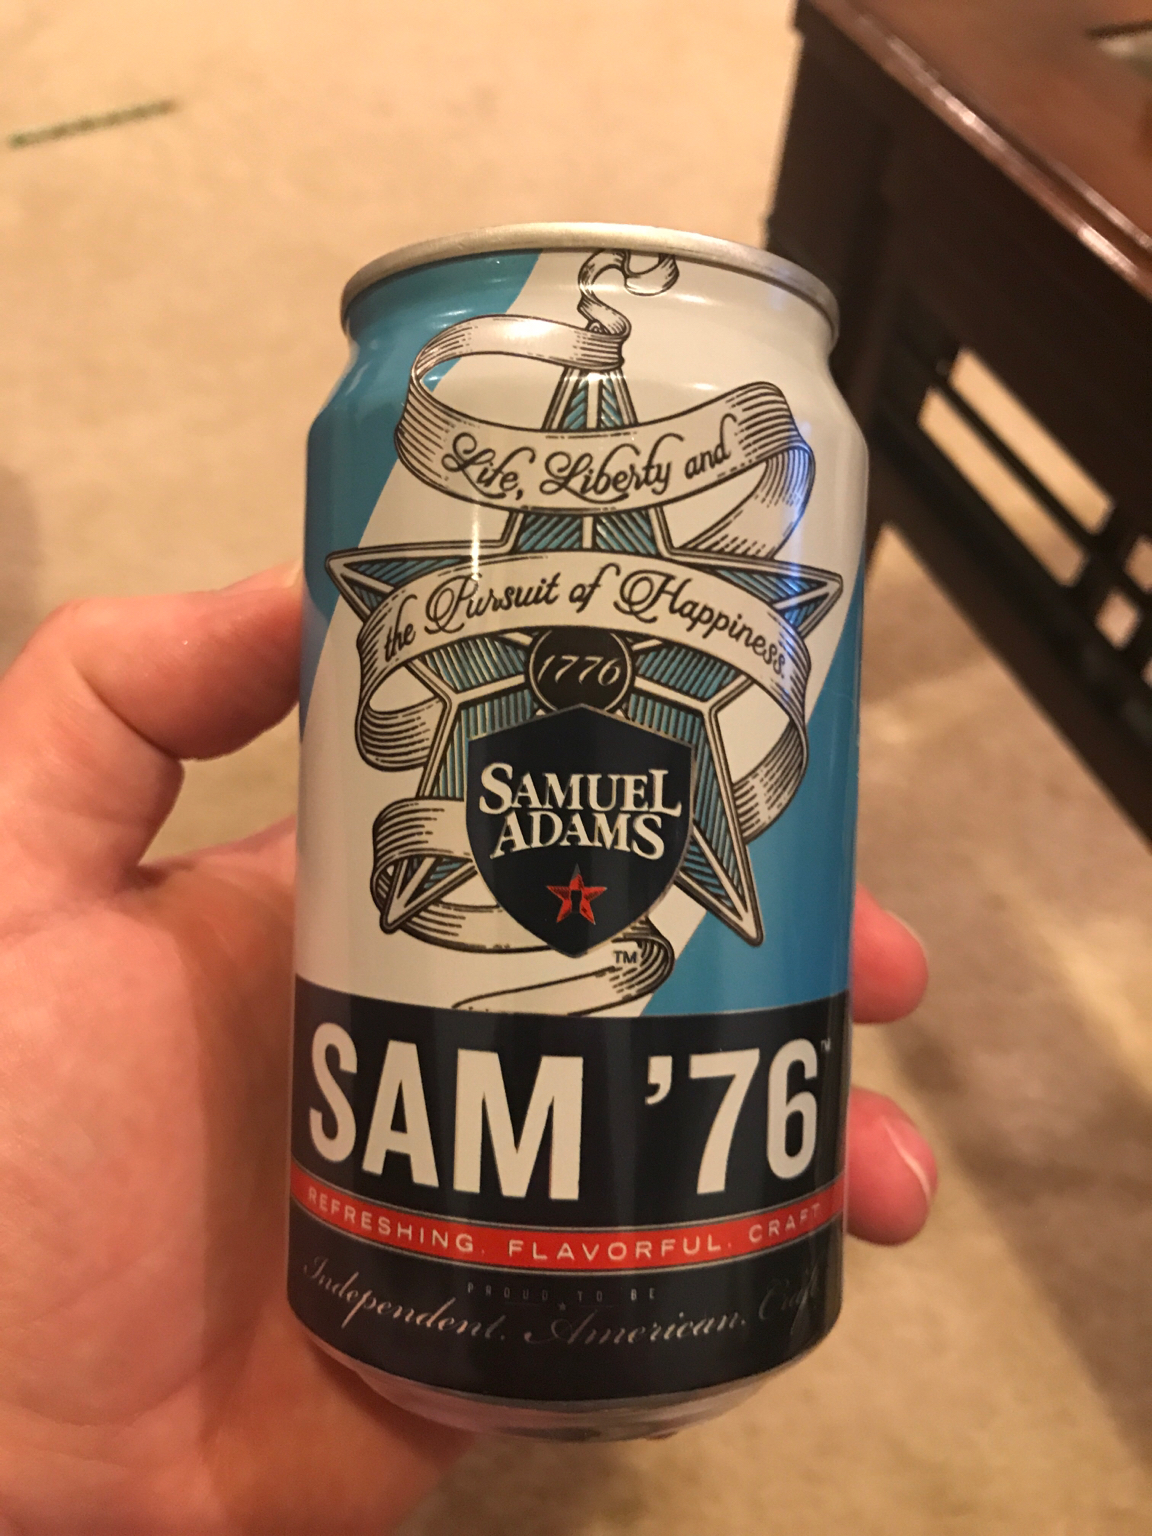 Life, Liberty and
the Pursuit of Happiness
1776
SAMUEL
ADAMS
TM
SAM ’76™
REFRESHING. FLAVORFUL. CRAFT.
PROUD TO BE
Independent. American. Craft